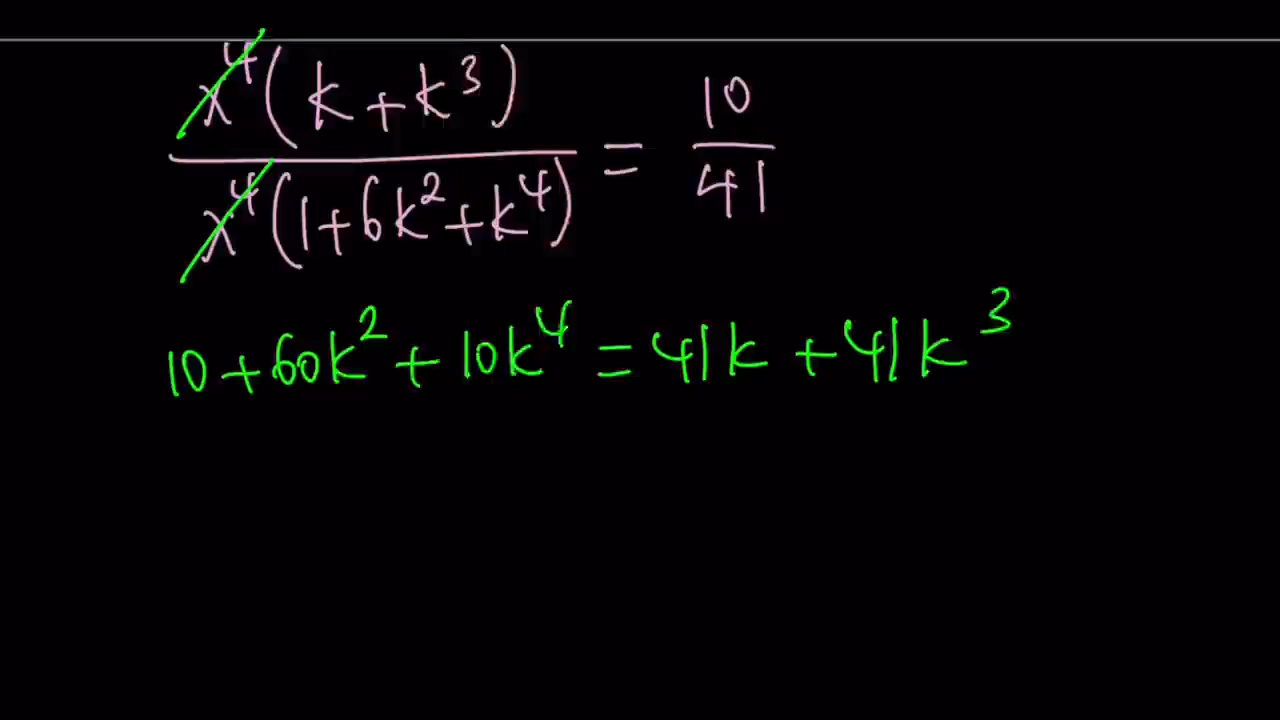 x⁴(k+k³)
= 10/41
x⁴(1+6k²+k⁴)
10+60k²+10k⁴=41k+41k³